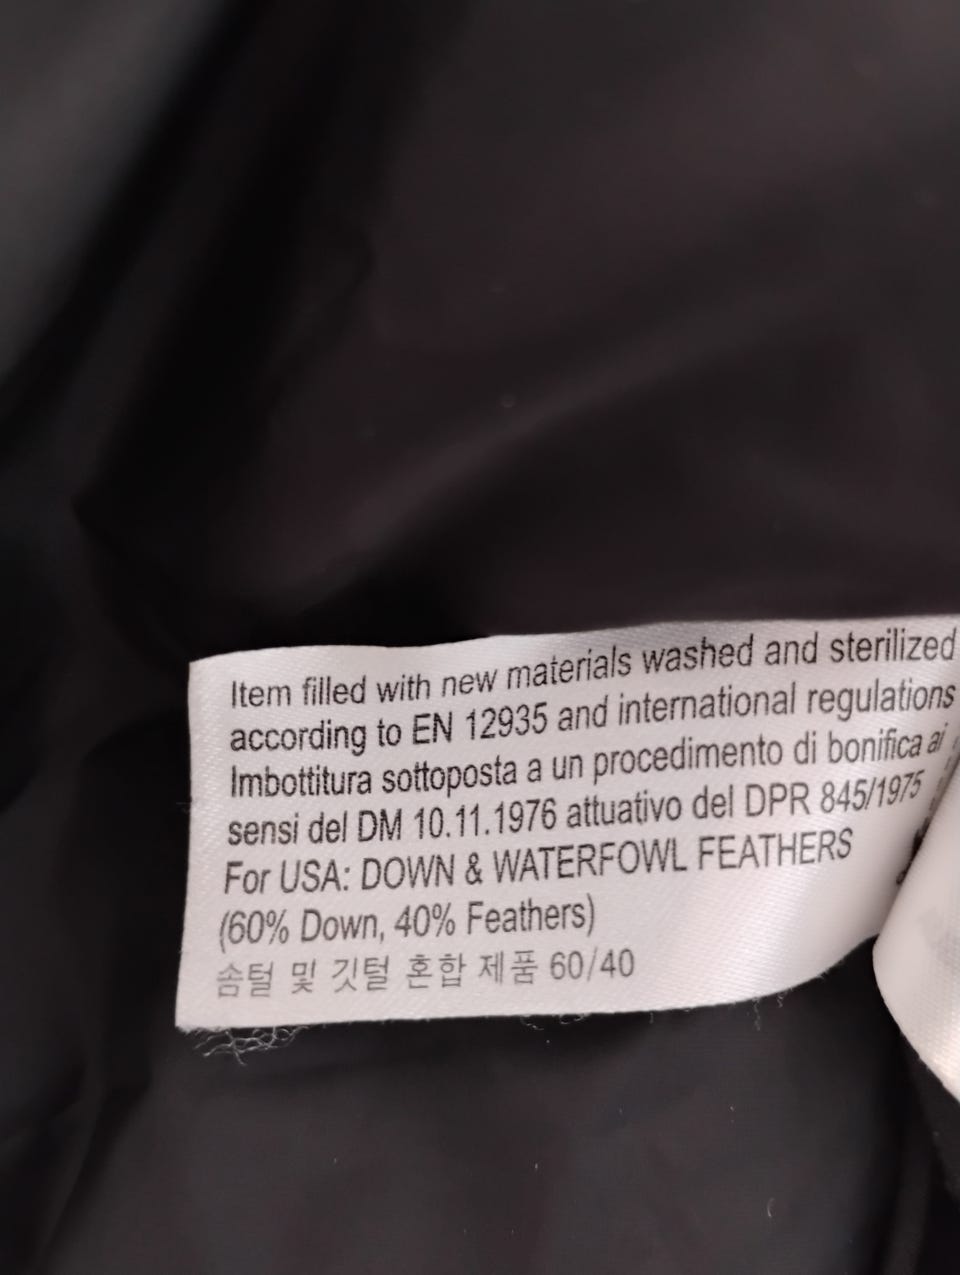 Item filled with new materials washed and sterilized
according to EN 12935 and international regulations
Imbottitura sottoposta a un procedimento di bonifica ai
sensi del DM 10.11.1976 attuativo del DPR 845/1975
For USA: DOWN & WATERFOWL FEATHERS
(60% Down, 40% Feathers)
솜털 및 깃털 혼합 제품 60/40